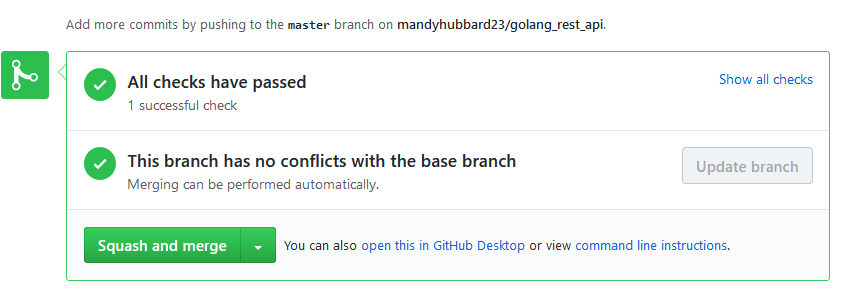 Add more commits by pushing to the master branch on mandyhubbard23/golang_rest_api.
All checks have passed
Show all checks
1 successful check
This branch has no conflicts with the base branch
Update branch
Merging can be performed automatically.
Squash and merge
You can also open this in GitHub Desktop or view command line instructions.